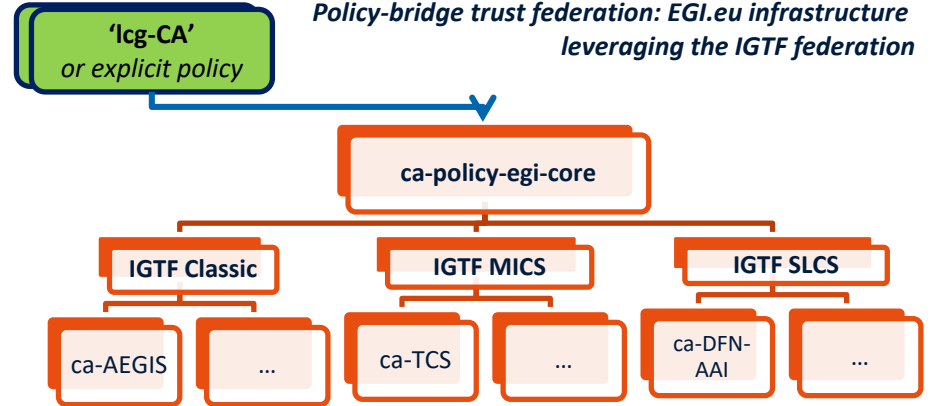 Policy-bridge trust federation: EGI.eu infrastructure
leveraging the IGTF federation
‘lcg-CA’
or explicit policy
ca-policy-egi-core
IGTF Classic
IGTF MICS
IGTF SLCS
ca-AEGIS
...
ca-TCS
...
ca-DFN-
AAI
...